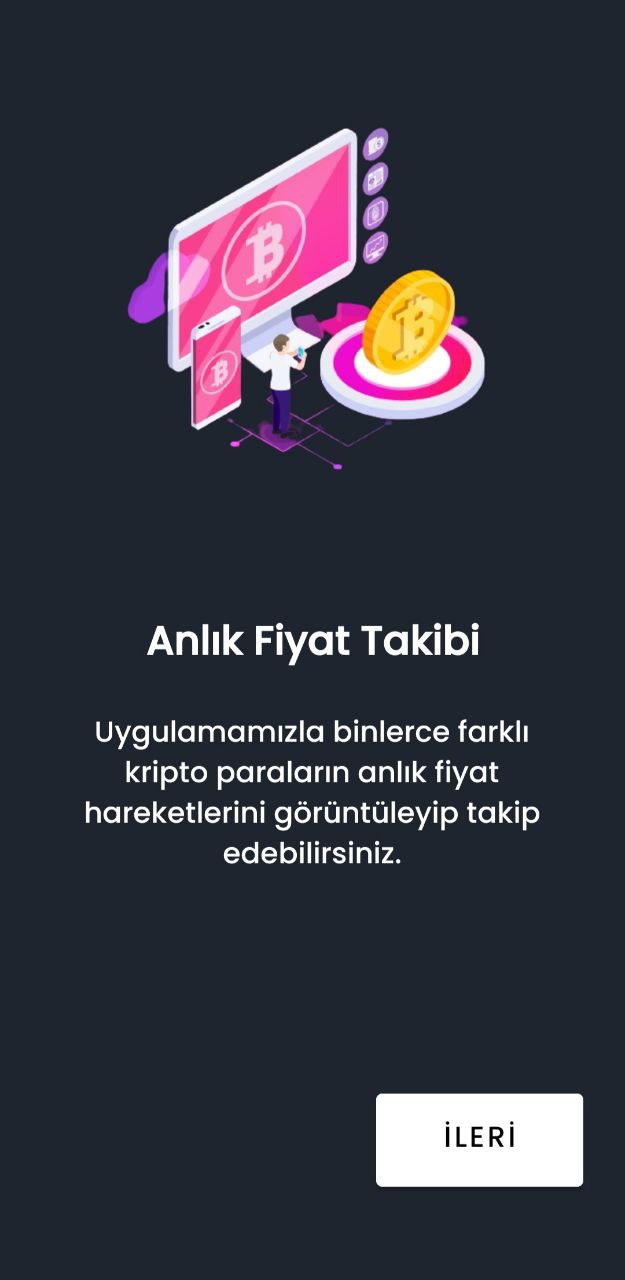 Anlık Fiyat Takibi
Uygulamamızla binlerce farklı
kripto paraların anlık fiyat
hareketlerini görüntüleyip takip
edebilirsiniz.
İLERİ